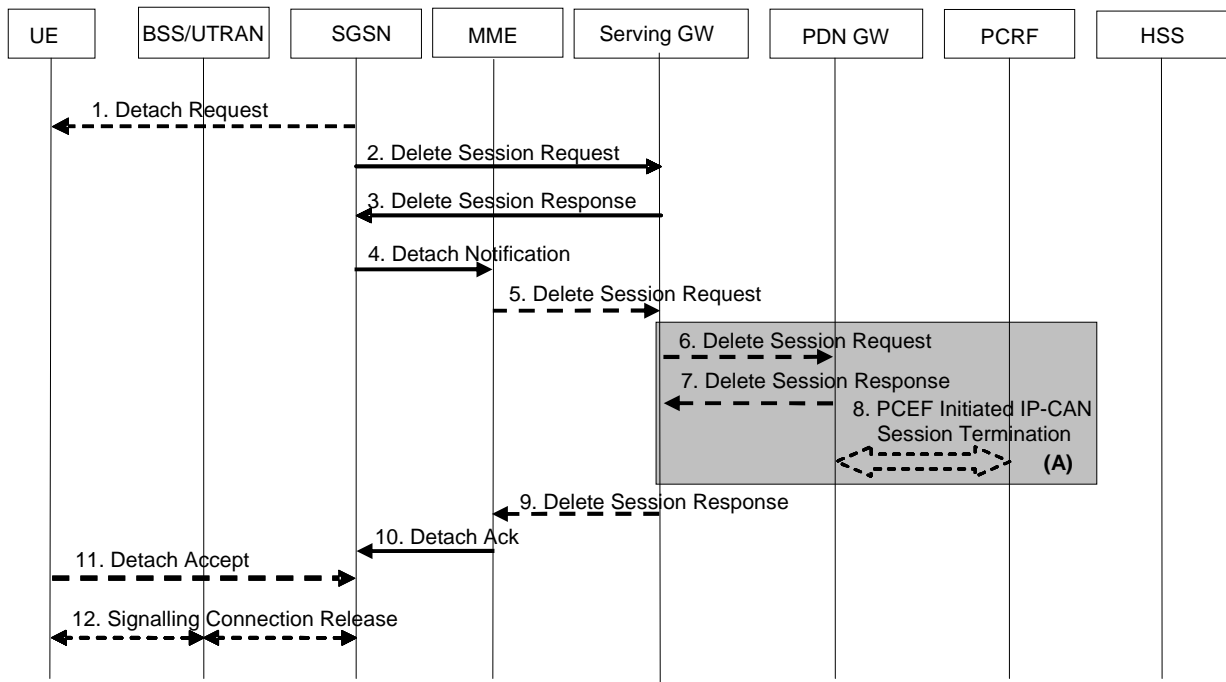 UE
BSS/UTRAN
SGSN
MME
Serving GW
PDN GW
PCRF
HSS
1. Detach Request
2. Delete Session Request
3. Delete Session Response
4. Detach Notification
5. Delete Session Request
6. Delete Session Request
7. Delete Session Response
8. PCEF Initiated IP-CAN
Session Termination
(A)
9. Delete Session Response
10. Detach Ack
11. Detach Accept
12. Signalling Connection Release